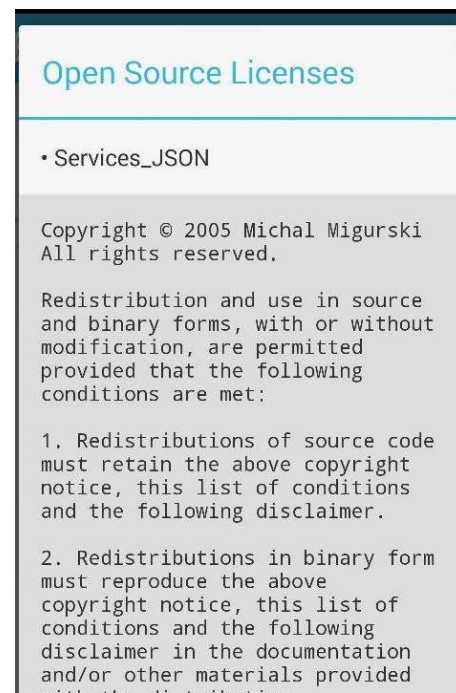 Open Source Licenses
• Services_JSON
Copyright © 2005 Michal Migurski
All rights reserved.
Redistribution and use in source
and binary forms, with or without
modification, are permitted
provided that the following
conditions are met:
1. Redistributions of source code
must retain the above copyright
notice, this list of conditions
and the following disclaimer.
2. Redistributions in binary form
must reproduce the above
copyright notice, this list of
conditions and the following
disclaimer in the documentation
and/or other materials provided